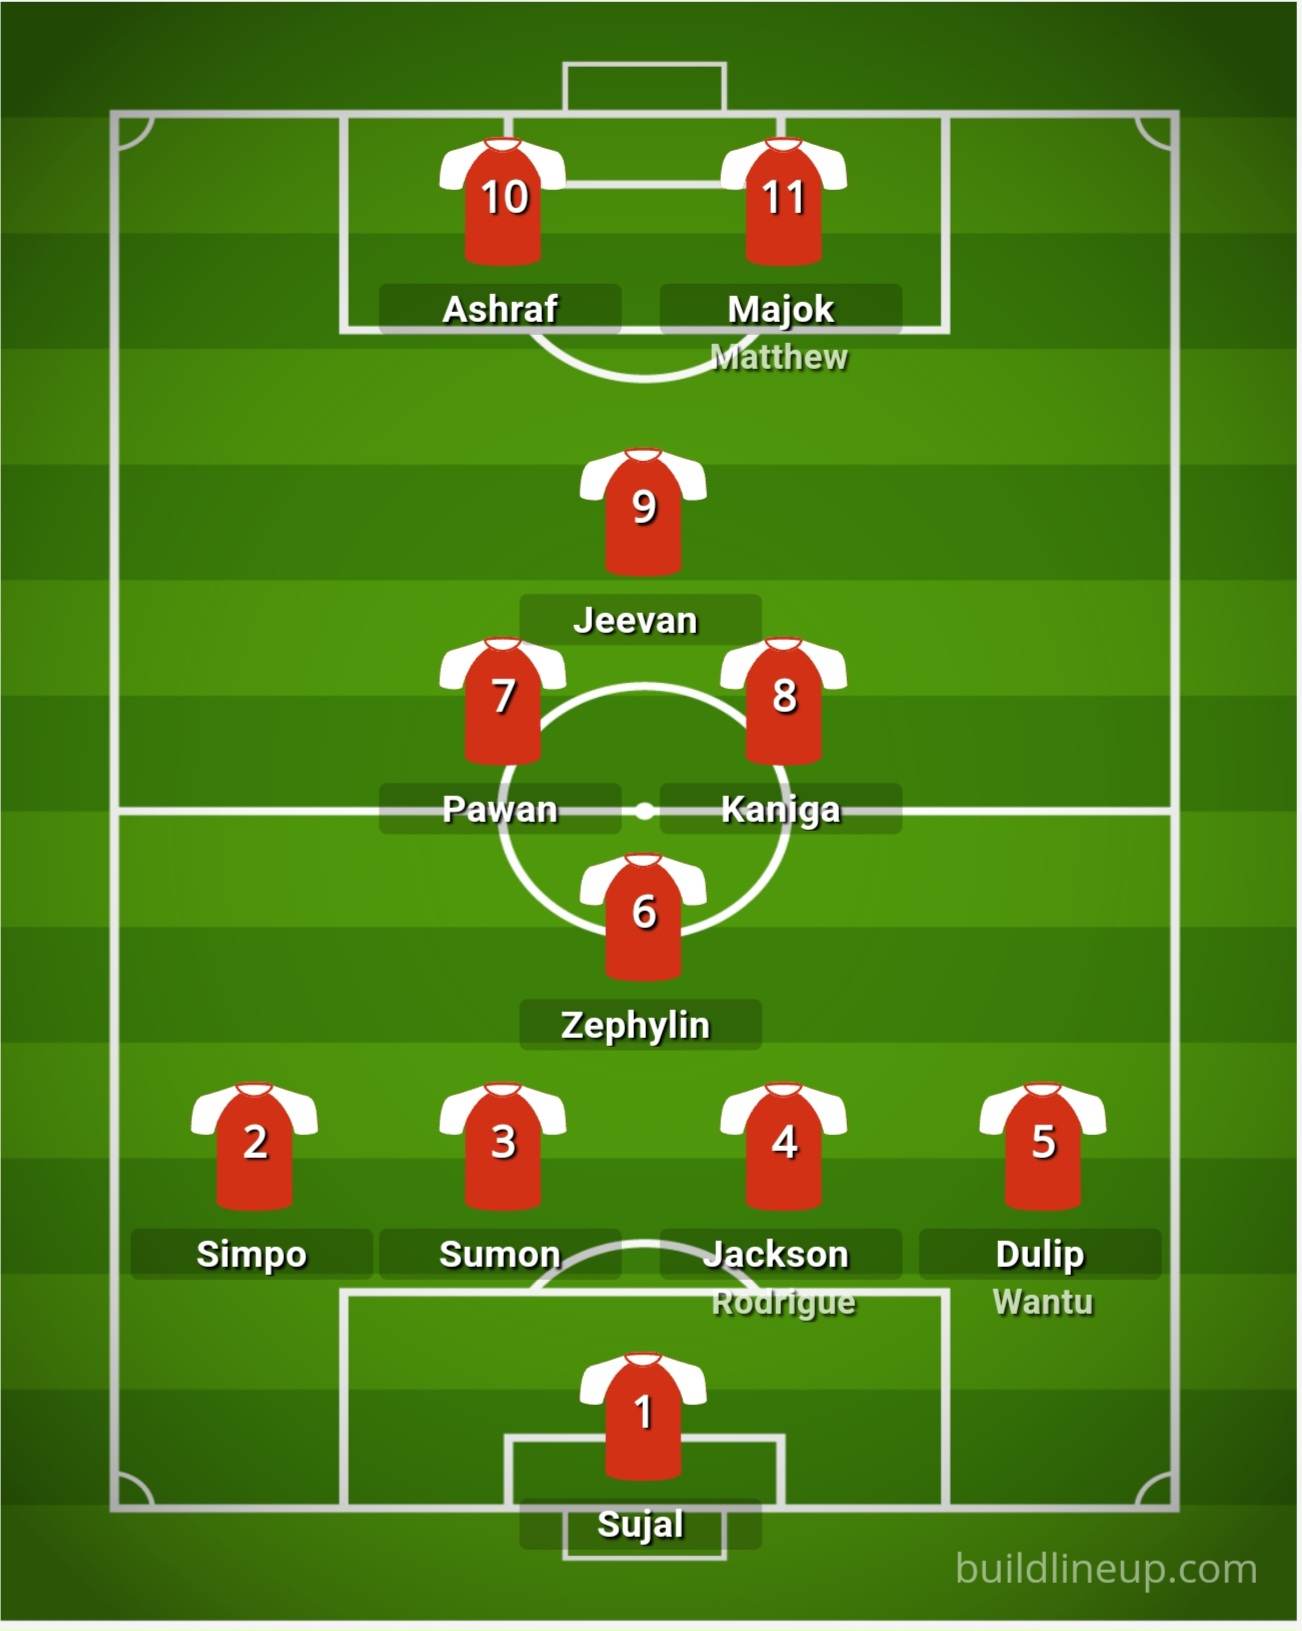 10
11
Ashraf
Majok
Matthew
9
Jeevan
7
8
Pawan
Kaniga
6
Zephylin
2
3
4
5
Simpo
Sumon
Jackson
Dulip
Rodrigue
Wantu
1
Sujal
buildlineup.com